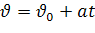 ϑ = ϑ₀ + at